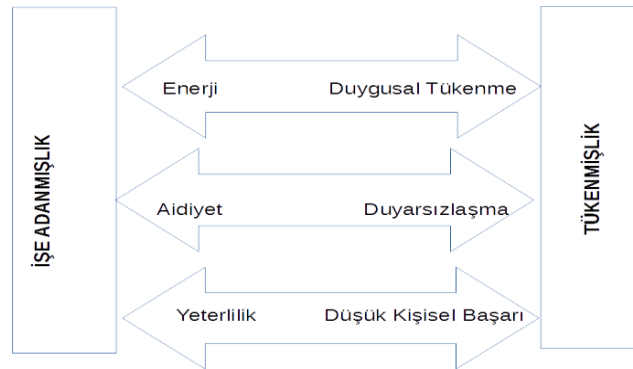 İŞE ADANMIŞLIK
Enerji
Duygusal Tükenme
Aidiyet
Duyarsızlaşma
Yeterlilik
Düşük Kişisel Başarı
TÜKENMİŞLİK